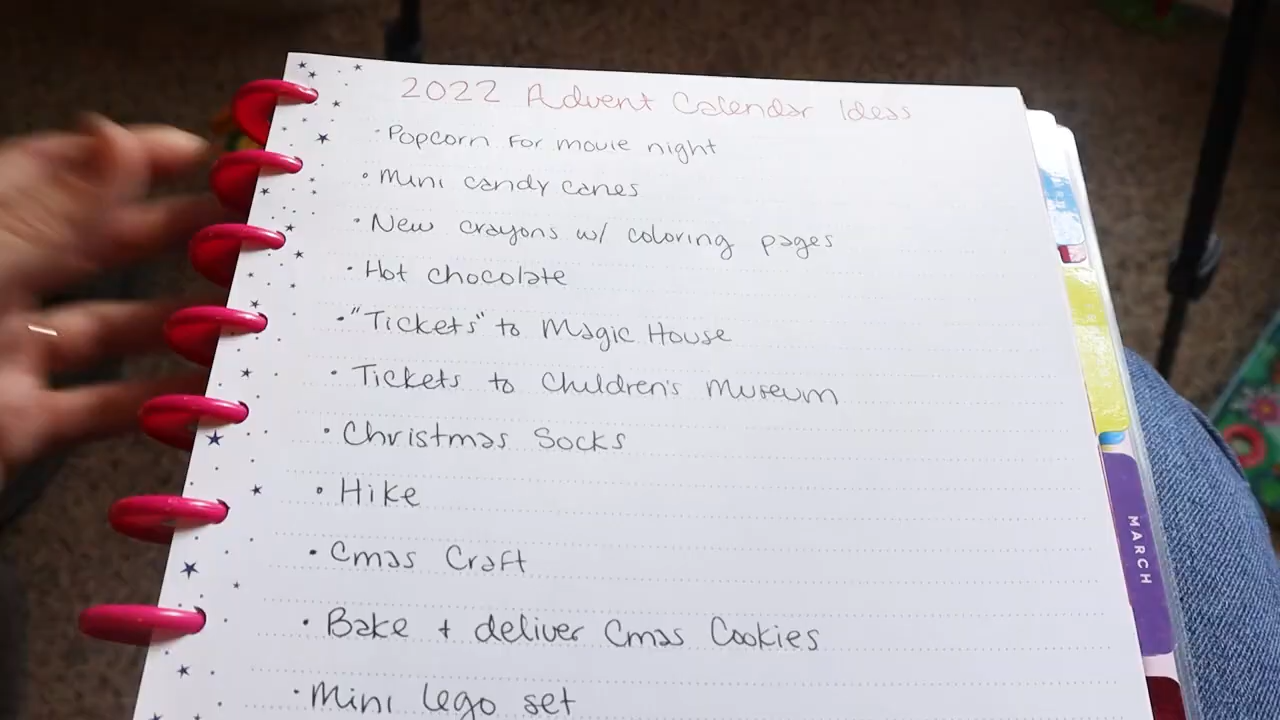 2022 Advent Calendar Ideas
• Popcorn for movie night
• Mini candy canes
• New crayons w/ coloring pages
• Hot chocolate
• "Tickets" to Magic House
• Tickets to Children's Museum
• Christmas Socks
• Hike
• Cmas Craft
• Bake + deliver Cmas Cookies
• Mini lego set
MARCH